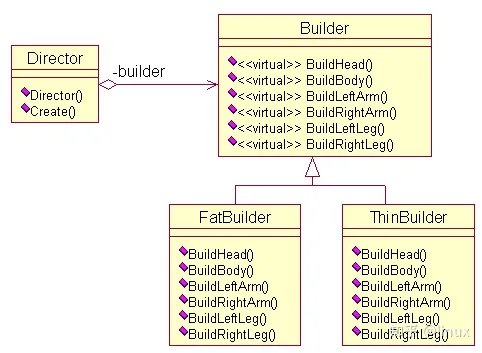 Builder
<<virtual>> BuildHead()
<<virtual>> BuildBody()
<<virtual>> BuildLeftArm()
<<virtual>> BuildRightArm()
<<virtual>> BuildLeftLeg()
<<virtual>> BuildRightLeg()
Director
Director()
Create()
-builder
FatBuilder
BuildHead()
BuildBody()
BuildLeftArm()
BuildRightArm()
BuildLeftLeg()
BuildRightLeg()
ThinBuilder
BuildHead()
BuildBody()
BuildLeftArm()
BuildRightArm()
BuildLeftLeg()
BuildRightLeg()